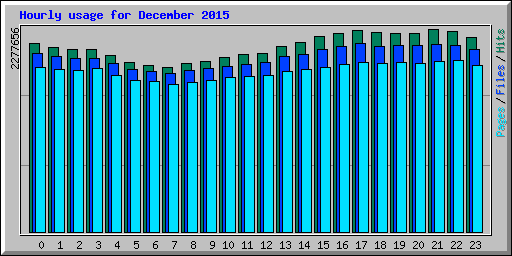 Hourly usage for December 2015
2277656
Pages/Files/Hits
0 1 2 3 4 5 6 7 8 9 10 11 12 13 14 15 16 17 18 19 20 21 22 23